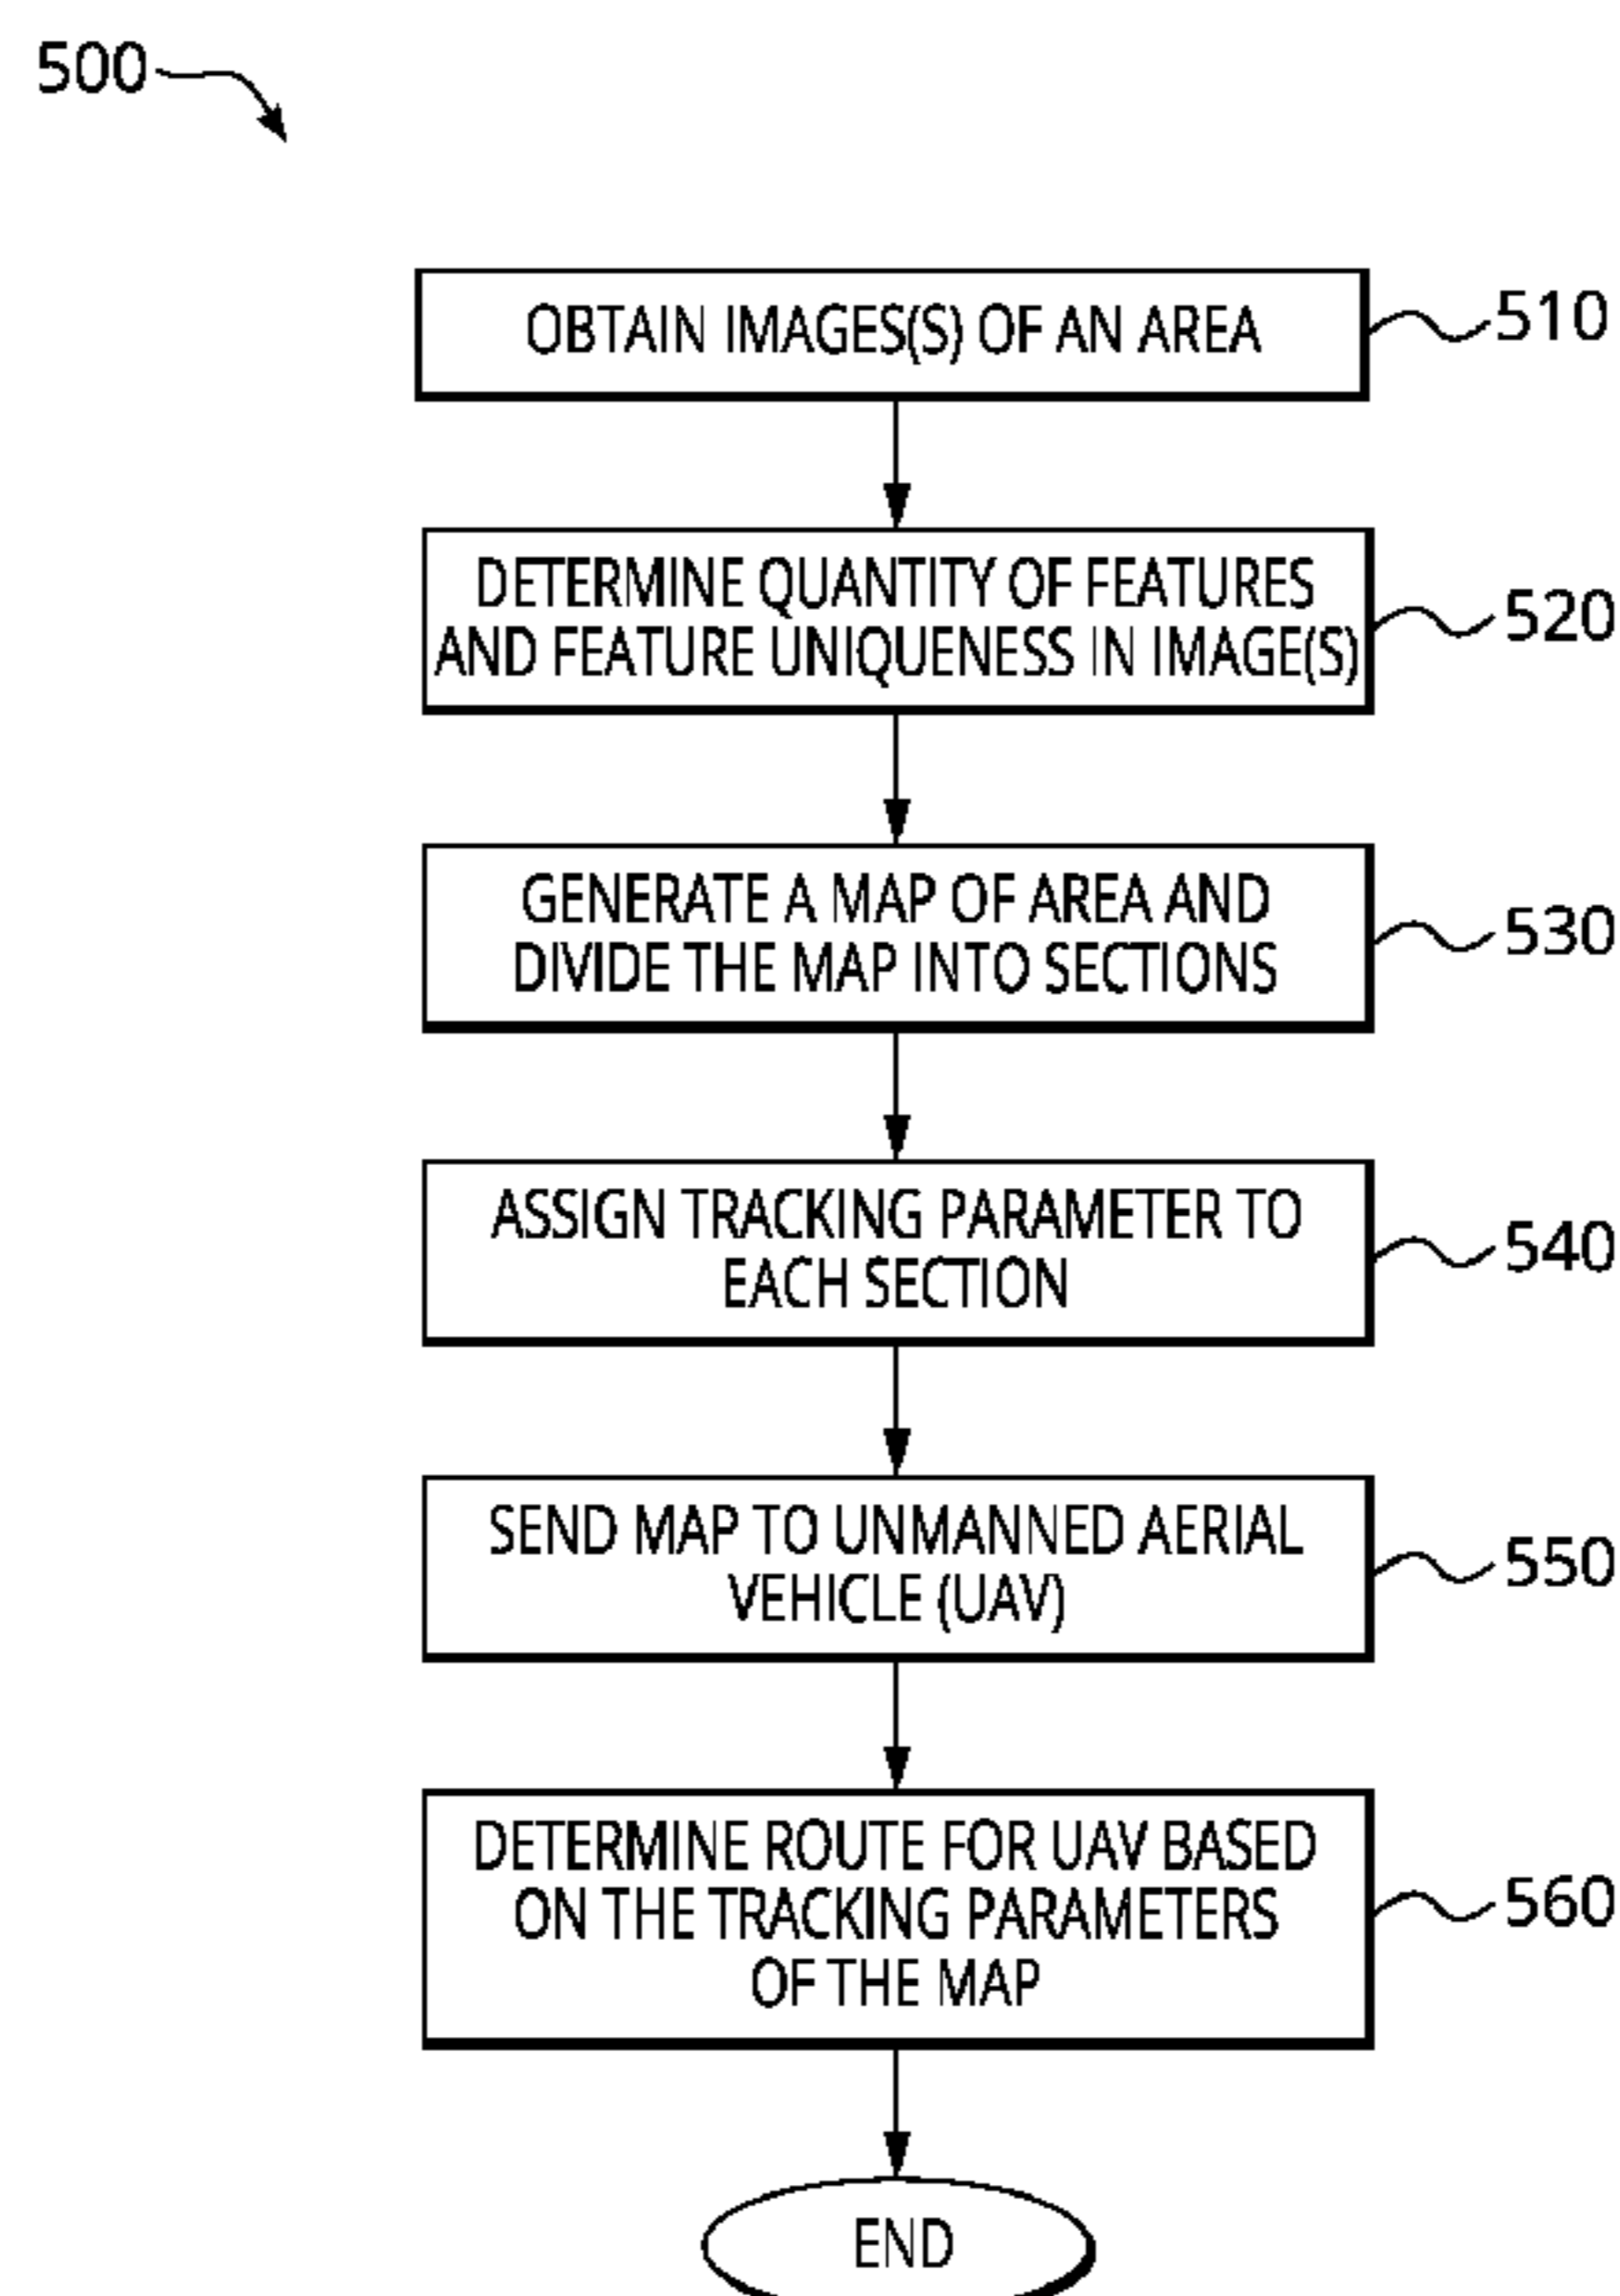 500
OBTAIN IMAGES(S) OF AN AREA
510
DETERMINE QUANTITY OF FEATURES
AND FEATURE UNIQUENESS IN IMAGE(S)
520
GENERATE A MAP OF AREA AND
DIVIDE THE MAP INTO SECTIONS
530
ASSIGN TRACKING PARAMETER TO
EACH SECTION
540
SEND MAP TO UNMANNED AERIAL
VEHICLE (UAV)
550
DETERMINE ROUTE FOR UAV BASED
ON THE TRACKING PARAMETERS
OF THE MAP
560
END